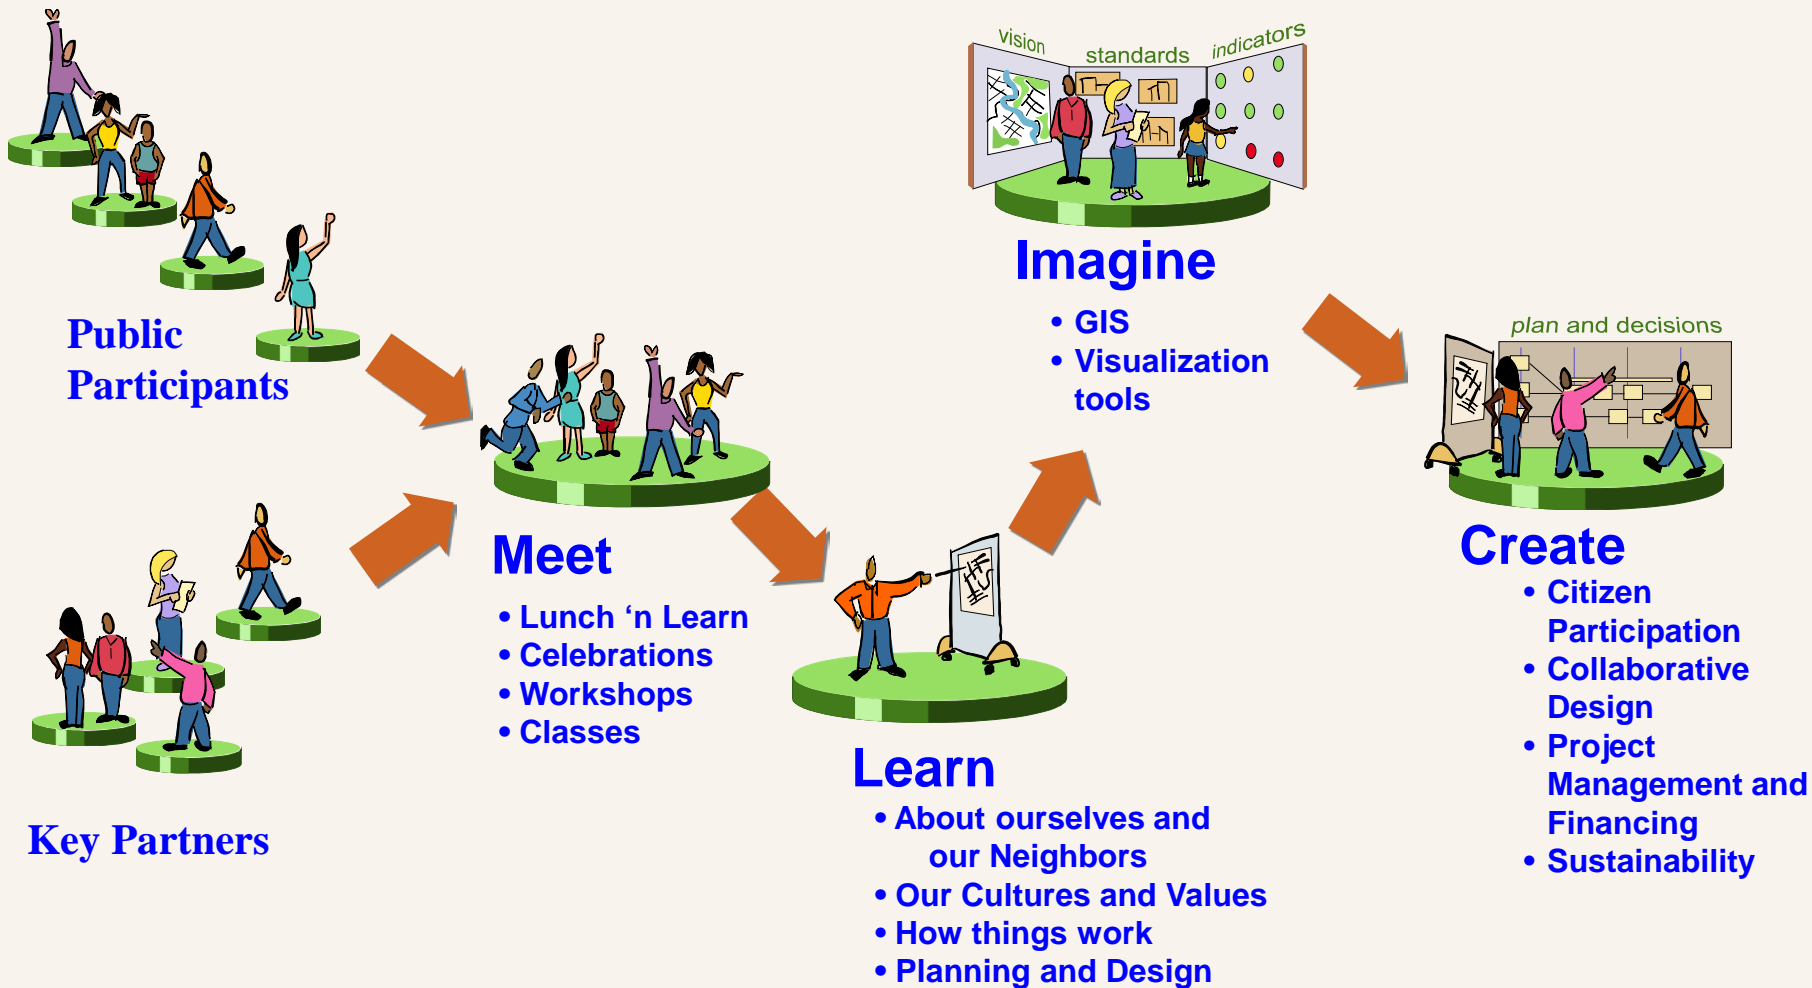 Public
Participants
Key Partners
Meet
• Lunch ‘n Learn
• Celebrations
• Workshops
• Classes
Learn
• About ourselves and
our Neighbors
• Our Cultures and Values
• How things work
• Planning and Design
vision
standards
indicators
Imagine
• GIS
• Visualization
tools
plan and decisions
Create
• Citizen
Participation
• Collaborative
Design
• Project
Management and
Financing
• Sustainability